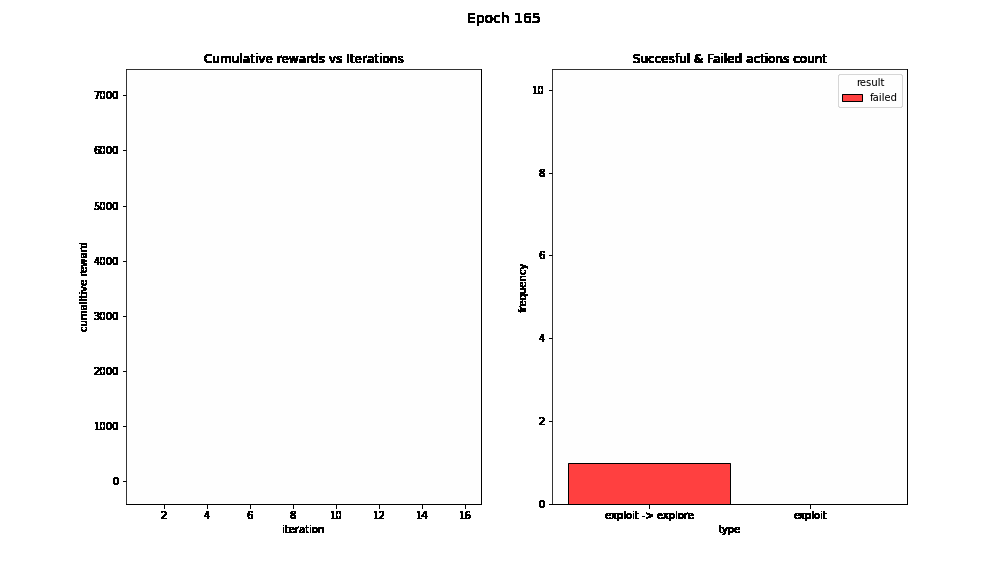 Epoch 165
Cumulative rewards vs Iterations
7000
6000
5000
4000
3000
2000
1000
0
cumalitive reward
2 4 6 8 10 12 14 16
iteration
Succesful & Failed actions count
result
failed
10
8
6
4
2
0
frequency
exploit -> explore exploit
type